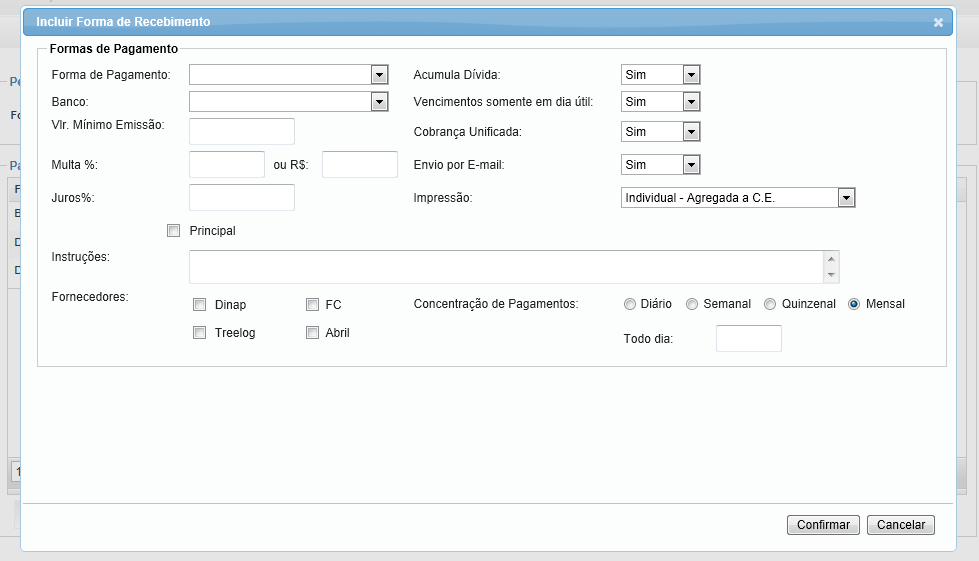 Incluir Forma de Recebimento
Formas de Pagamento
Forma de Pagamento:
Acumula Dívida: Sim
Banco:
Vencimentos somente em dia útil: Sim
Vlr. Mínimo Emissão:
Cobrança Unificada: Sim
Multa %: ou R$:
Envio por E-mail: Sim
Juros%:
Impressão: Individual - Agregada a C.E.
Principal
Instruções:
Fornecedores:
Dinap FC
Concentração de Pagamentos: Diário Semanal Quinzenal Mensal
Treelog Abril
Todo dia:
Confirmar Cancelar